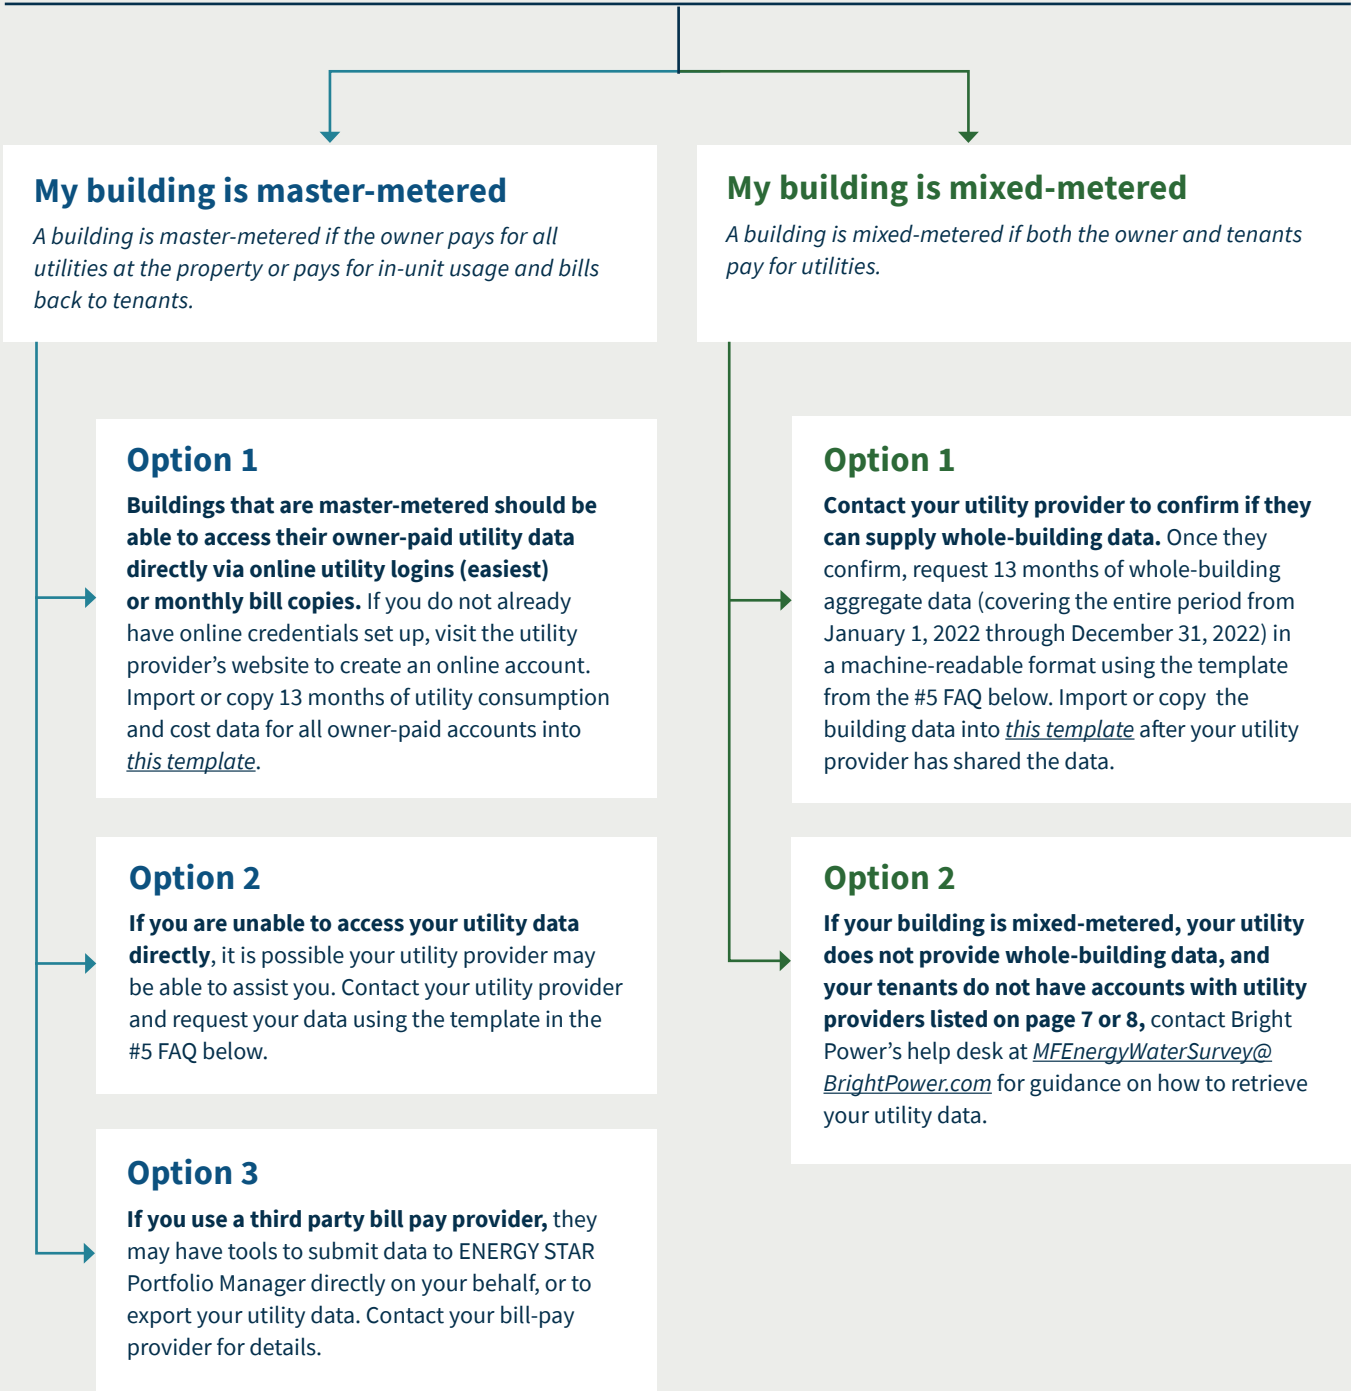 My building is master-metered
A building is master-metered if the owner pays for all
utilities at the property or pays for in-unit usage and bills
back to tenants.
Option 1
Buildings that are master-metered should be
able to access their owner-paid utility data
directly via online utility logins (easiest)
or monthly bill copies. If you do not already
have online credentials set up, visit the utility
provider’s website to create an online account.
Import or copy 13 months of utility consumption
and cost data for all owner-paid accounts into
this template.
Option 2
If you are unable to access your utility data
directly, it is possible your utility provider may
be able to assist you. Contact your utility provider
and request your data using the template in the
#5 FAQ below.
Option 3
If you use a third party bill pay provider, they
may have tools to submit data to ENERGY STAR
Portfolio Manager directly on your behalf, or to
export your utility data. Contact your bill-pay
provider for details.
My building is mixed-metered
A building is mixed-metered if both the owner and tenants
pay for utilities.
Option 1
Contact your utility provider to confirm if they
can supply whole-building data. Once they
confirm, request 13 months of whole-building
aggregate data (covering the entire period from
January 1, 2022 through December 31, 2022) in
a machine-readable format using the template
from the #5 FAQ below. Import or copy  the
building data into this template after your utility
provider has shared the data.
Option 2
If your building is mixed-metered, your utility
does not provide whole-building data, and
your tenants do not have accounts with utility
providers listed on page 7 or 8, contact Bright
Power’s help desk at MFEnergyWaterSurvey@
BrightPower.com for guidance on how to retrieve
your utility data.